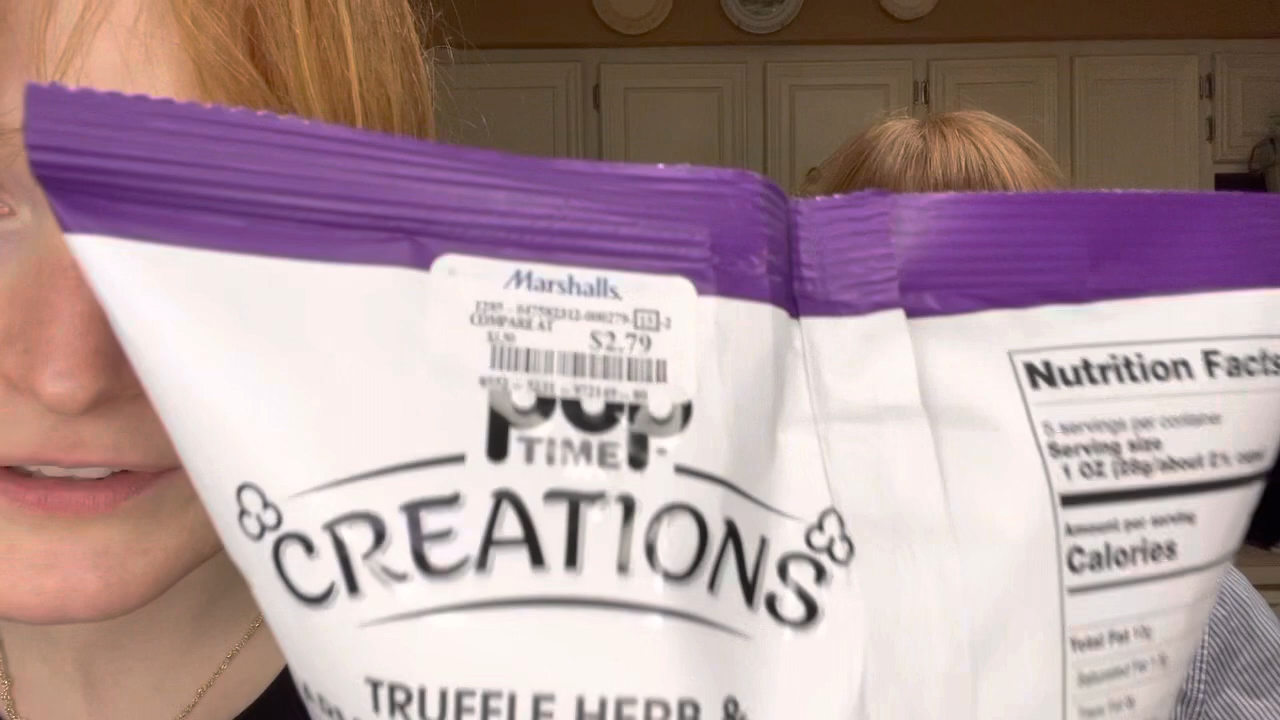 Marshalls
COMPARE AT
$2.79
pop
TIME
CREATIONS
TRUFFLE HERB &
Nutrition Facts
5 servings per container
Serving size
1 OZ (28g/about 2½ cups)
Amount per serving
Calories
Total Fat 10g